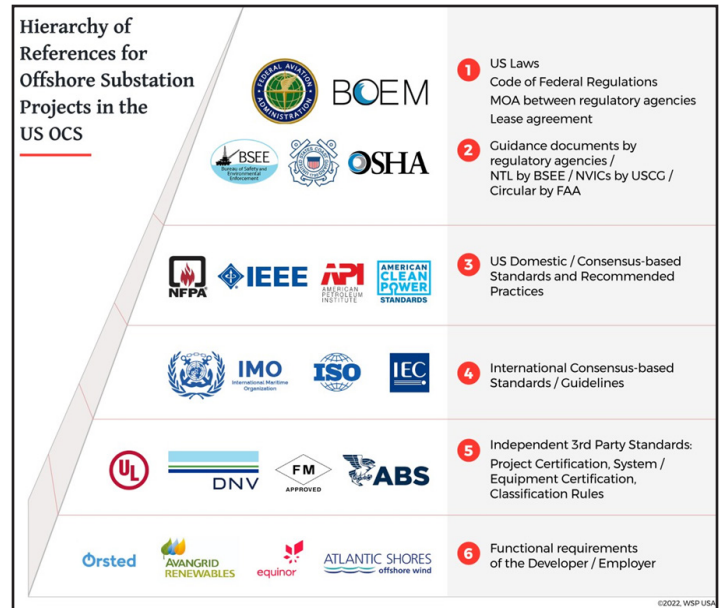 Hierarchy of
References for
Offshore Substation
Projects in the
US OCS
FEDERAL AVIATION
ADMINISTRATION
BOEM
1
US Laws
Code of Federal Regulations
MOA between regulatory agencies
Lease agreement
BSEE
Bureau of Safety and
Environmental
Enforcement
OSHA
2
Guidance documents by
regulatory agencies /
NTL by BSEE / NVICs by USCG /
Circular by FAA
NFPA
IEEE
API
AMERICAN
PETROLEUM
INSTITUTE
AMERICAN
CLEAN
POWER
STANDARDS
3
US Domestic / Consensus-based
Standards and Recommended
Practices
IMO
International Maritime
Organization
ISO
IEC
4
International Consensus-based
Standards / Guidelines
UL
DNV
FM
APPROVED
ABS
5
Independent 3rd Party Standards:
Project Certification, System /
Equipment Certification,
Classification Rules
Ørsted
AVANGRID
RENEWABLES
equinor
ATLANTIC SHORES
offshore wind
6
Functional requirements
of the Developer / Employer
©2022, WSP USA